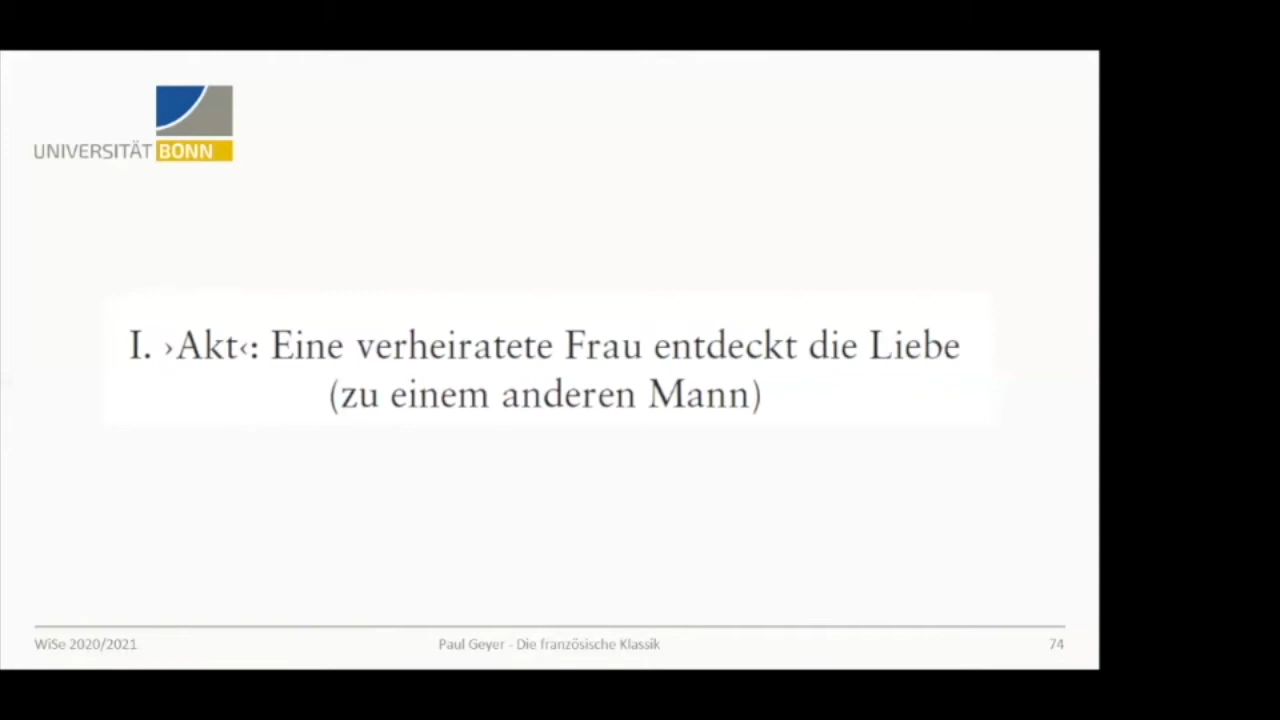 UNIVERSITÄT BONN
I. ›Akt‹: Eine verheiratete Frau entdeckt die Liebe
(zu einem anderen Mann)
WiSe 2020/2021
Paul Geyer - Die französische Klassik
74